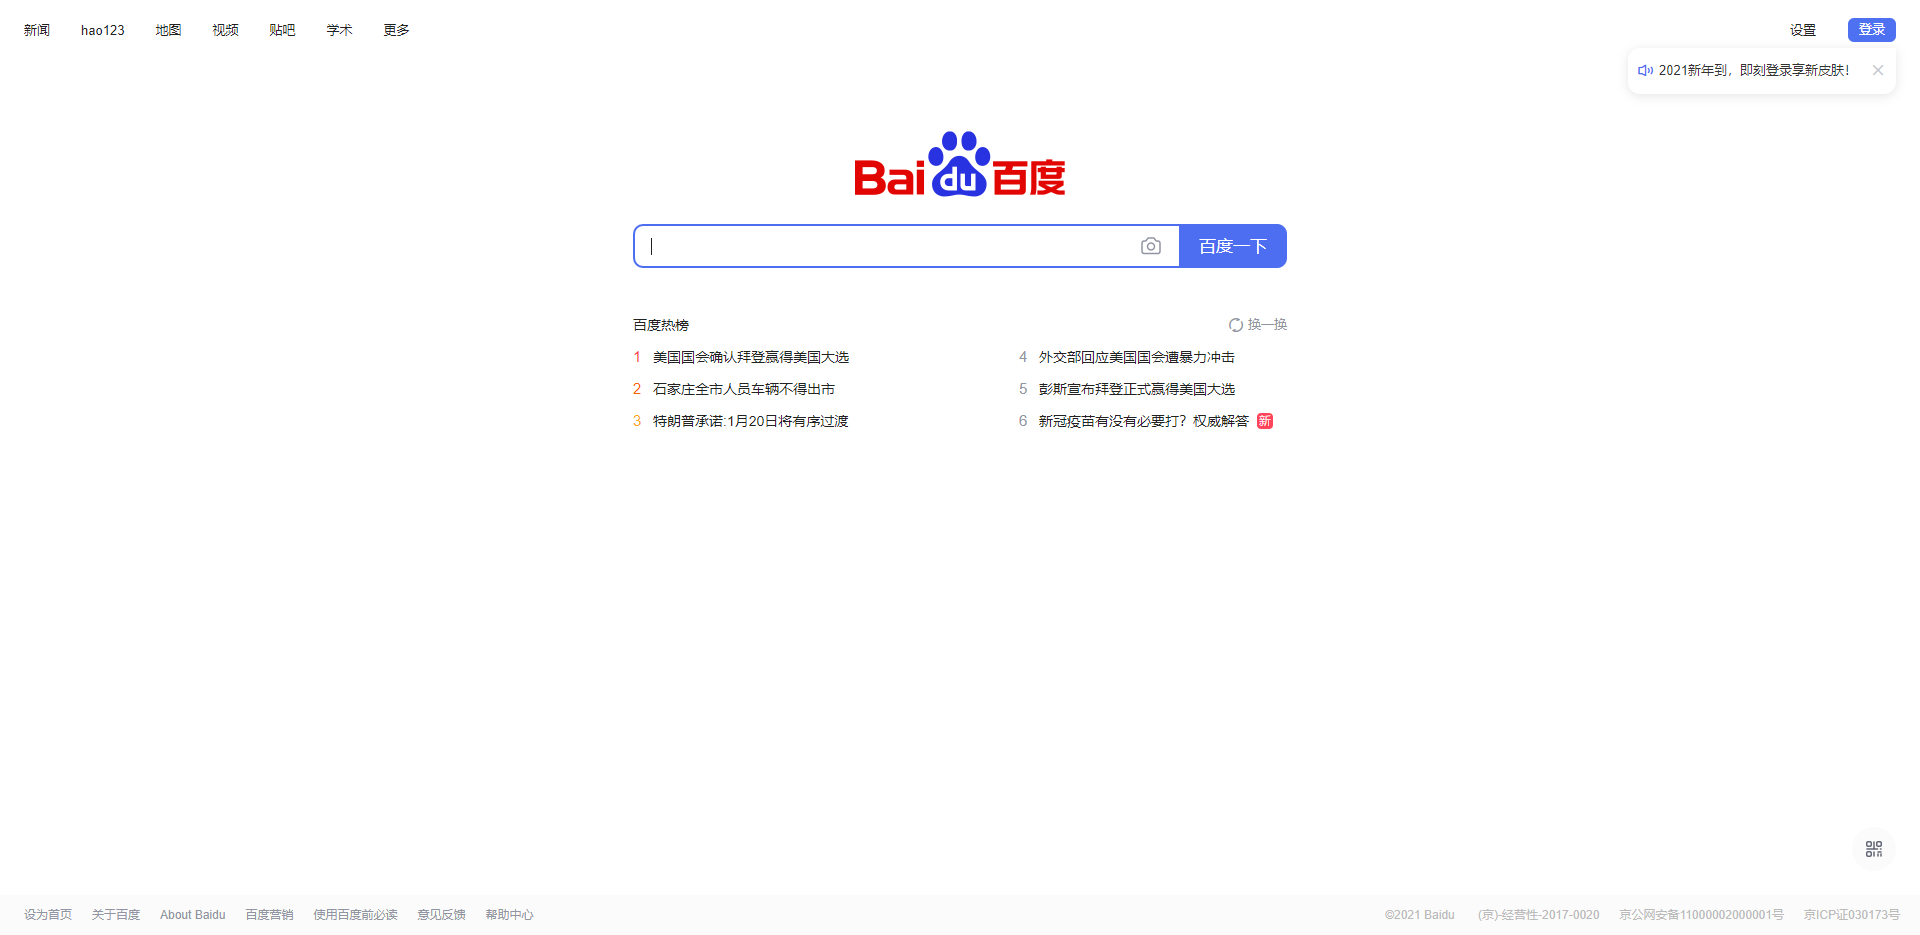 新闻 hao123 地图 视频 贴吧 学术 更多 设置 登录
2021新年到，即刻登录享新皮肤！
Bai du 百度
百度一下
百度热榜 换一换
1 美国国会确认拜登赢得美国大选
2 石家庄全市人员车辆不得出市
3 特朗普承诺:1月20日将有序过渡
4 外交部回应美国国会遭暴力冲击
5 彭斯宣布拜登正式赢得美国大选
6 新冠疫苗有没有必要打？权威解答 新
设为首页 关于百度 About Baidu 百度营销 使用百度前必读 意见反馈 帮助中心 ©2021 Baidu (京)-经营性-2017-0020 京公网安备11000002000001号 京ICP证030173号